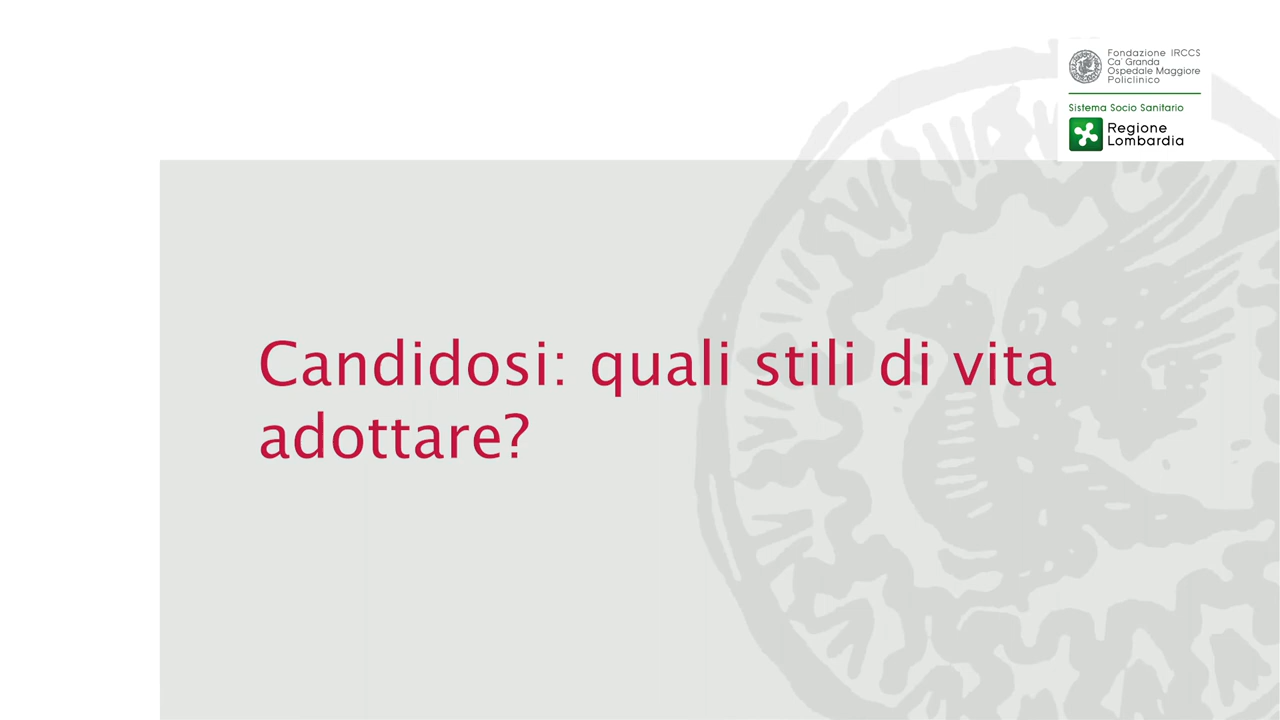 Fondazione IRCCS
Ca' Granda
Ospedale Maggiore
Policlinico
Sistema Socio Sanitario
Regione
Lombardia
Candidosi: quali stili di vita
adottare?